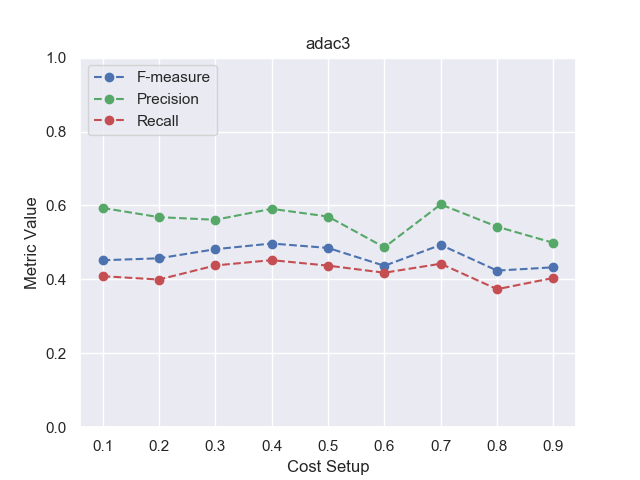 adac3
1.0
0.8
0.6
0.4
0.2
0.0
Metric Value
F-measure
Precision
Recall
0.1 0.2 0.3 0.4 0.5 0.6 0.7 0.8 0.9
Cost Setup